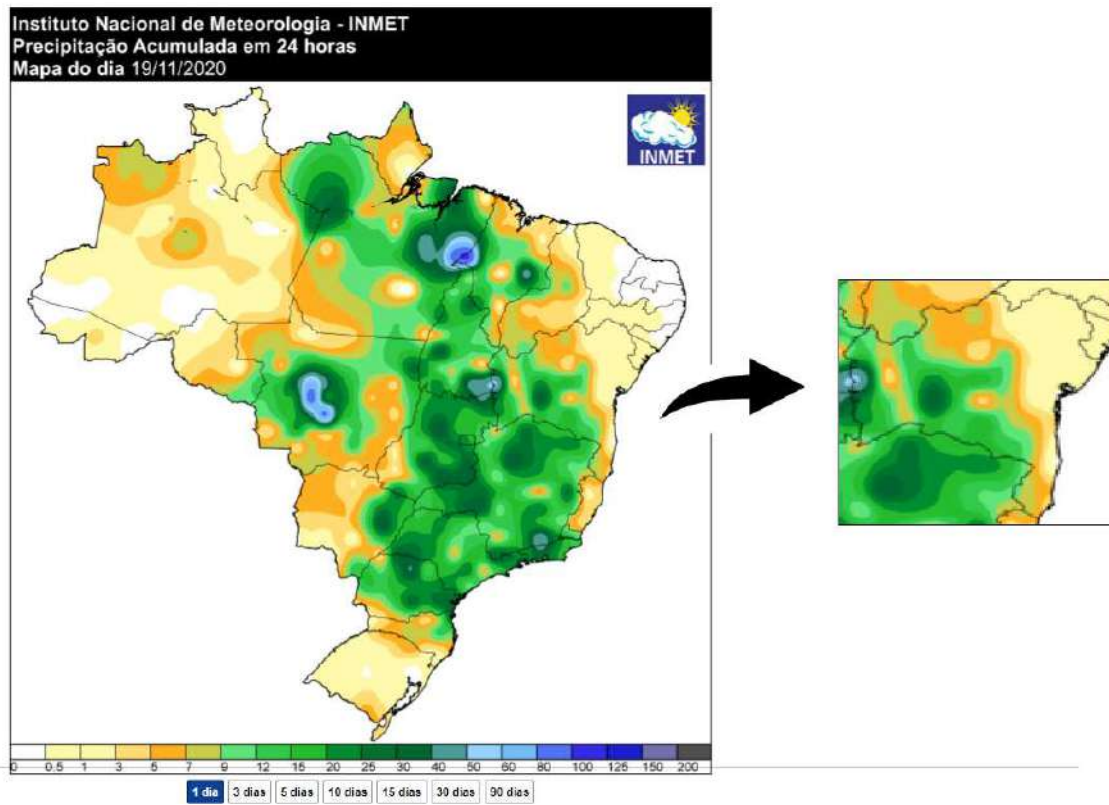 Instituto Nacional de Meteorologia - INMET
Precipitação Acumulada em 24 horas
Mapa do dia 19/11/2020
INMET
0 0.5 1 3 5 7 9 12 15 20 25 30 40 50 60 80 100 125 150 200
1 dia 3 dias 5 dias 10 dias 15 dias 30 dias 90 dias